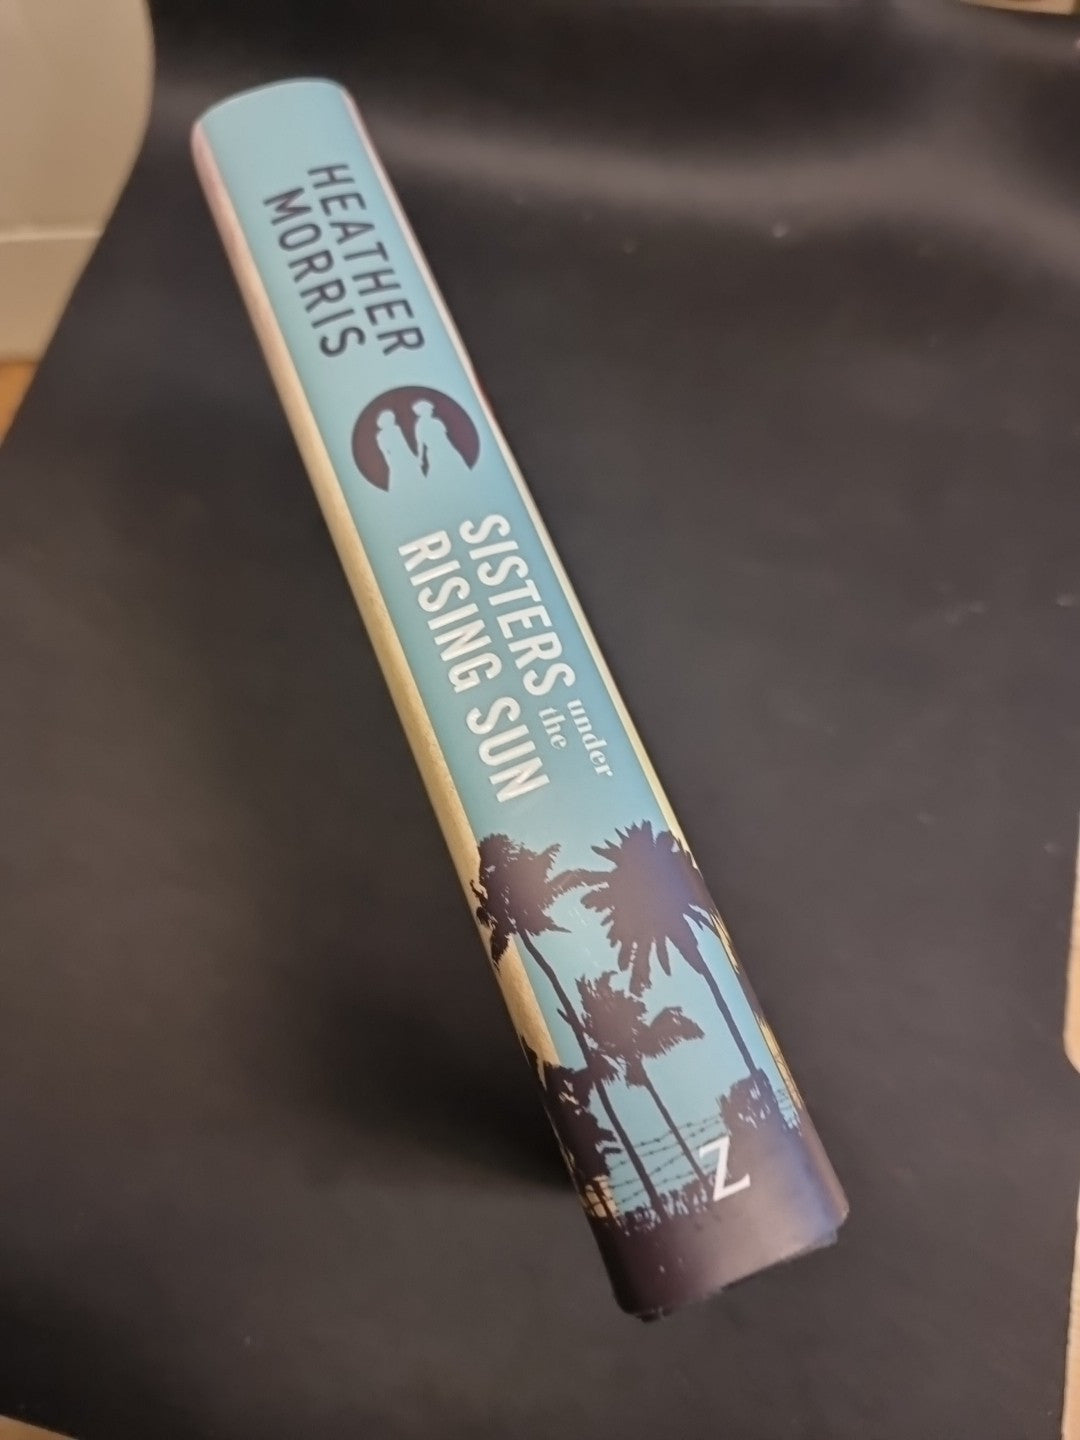 HEATHER
MORRIS
SISTERS under
the
RISING SUN
Z